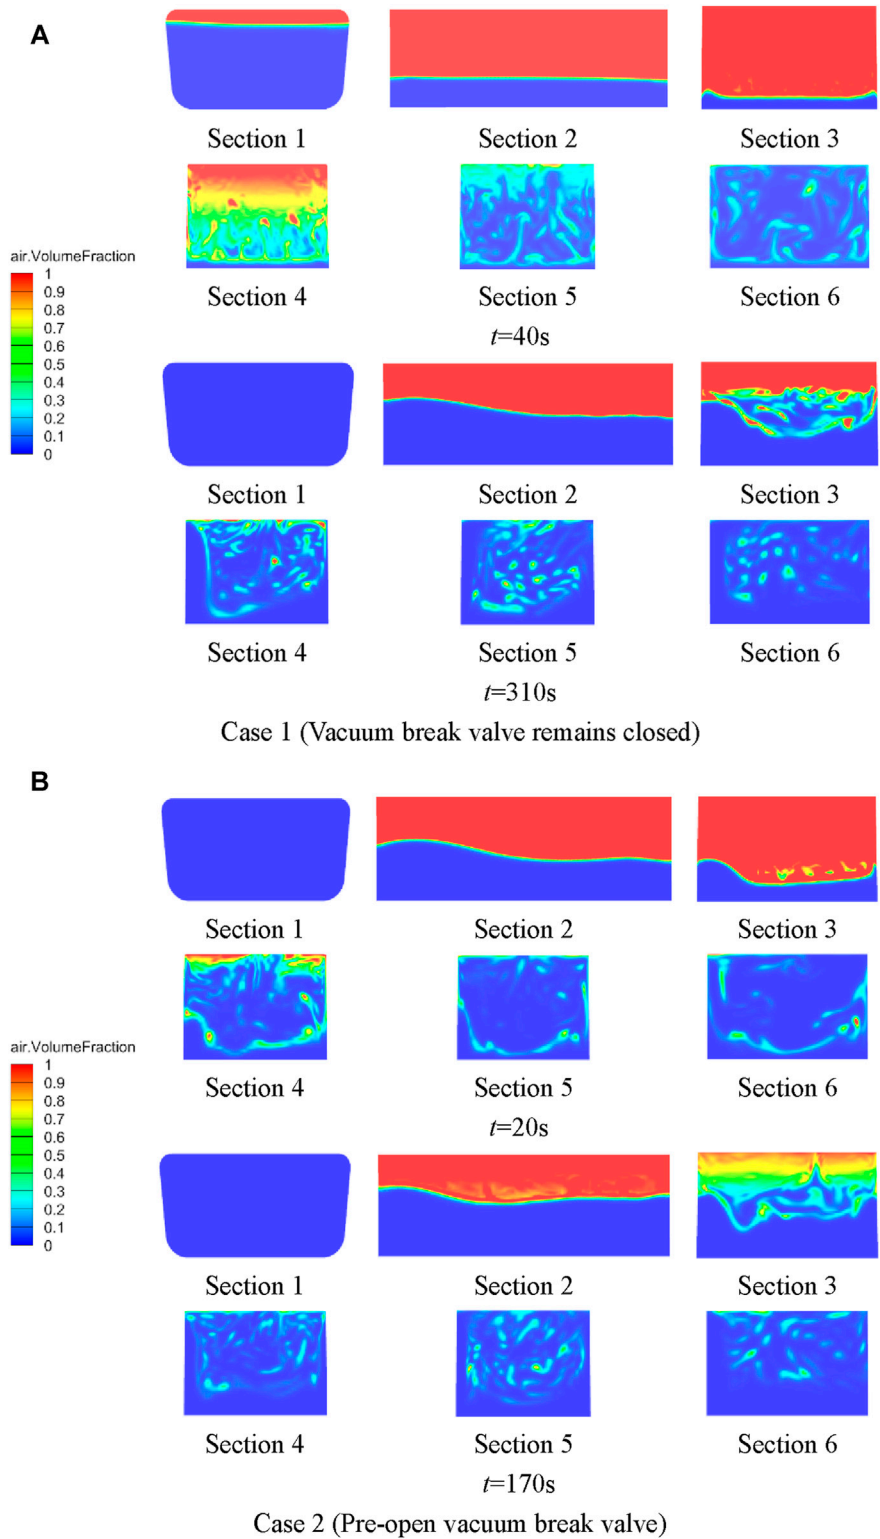 A
Section 1 Section 2 Section 3
air.VolumeFraction
1
0.9
0.8
0.7
0.6
0.5
0.4
0.3
0.2
0.1
0
Section 4 Section 5 Section 6
t=40s
Section 1 Section 2 Section 3
Section 4 Section 5 Section 6
t=310s
Case 1 (Vacuum break valve remains closed)
B
Section 1 Section 2 Section 3
air.VolumeFraction
1
0.9
0.8
0.7
0.6
0.5
0.4
0.3
0.2
0.1
0
Section 4 Section 5 Section 6
t=20s
Section 1 Section 2 Section 3
Section 4 Section 5 Section 6
t=170s
Case 2 (Pre-open vacuum break valve)